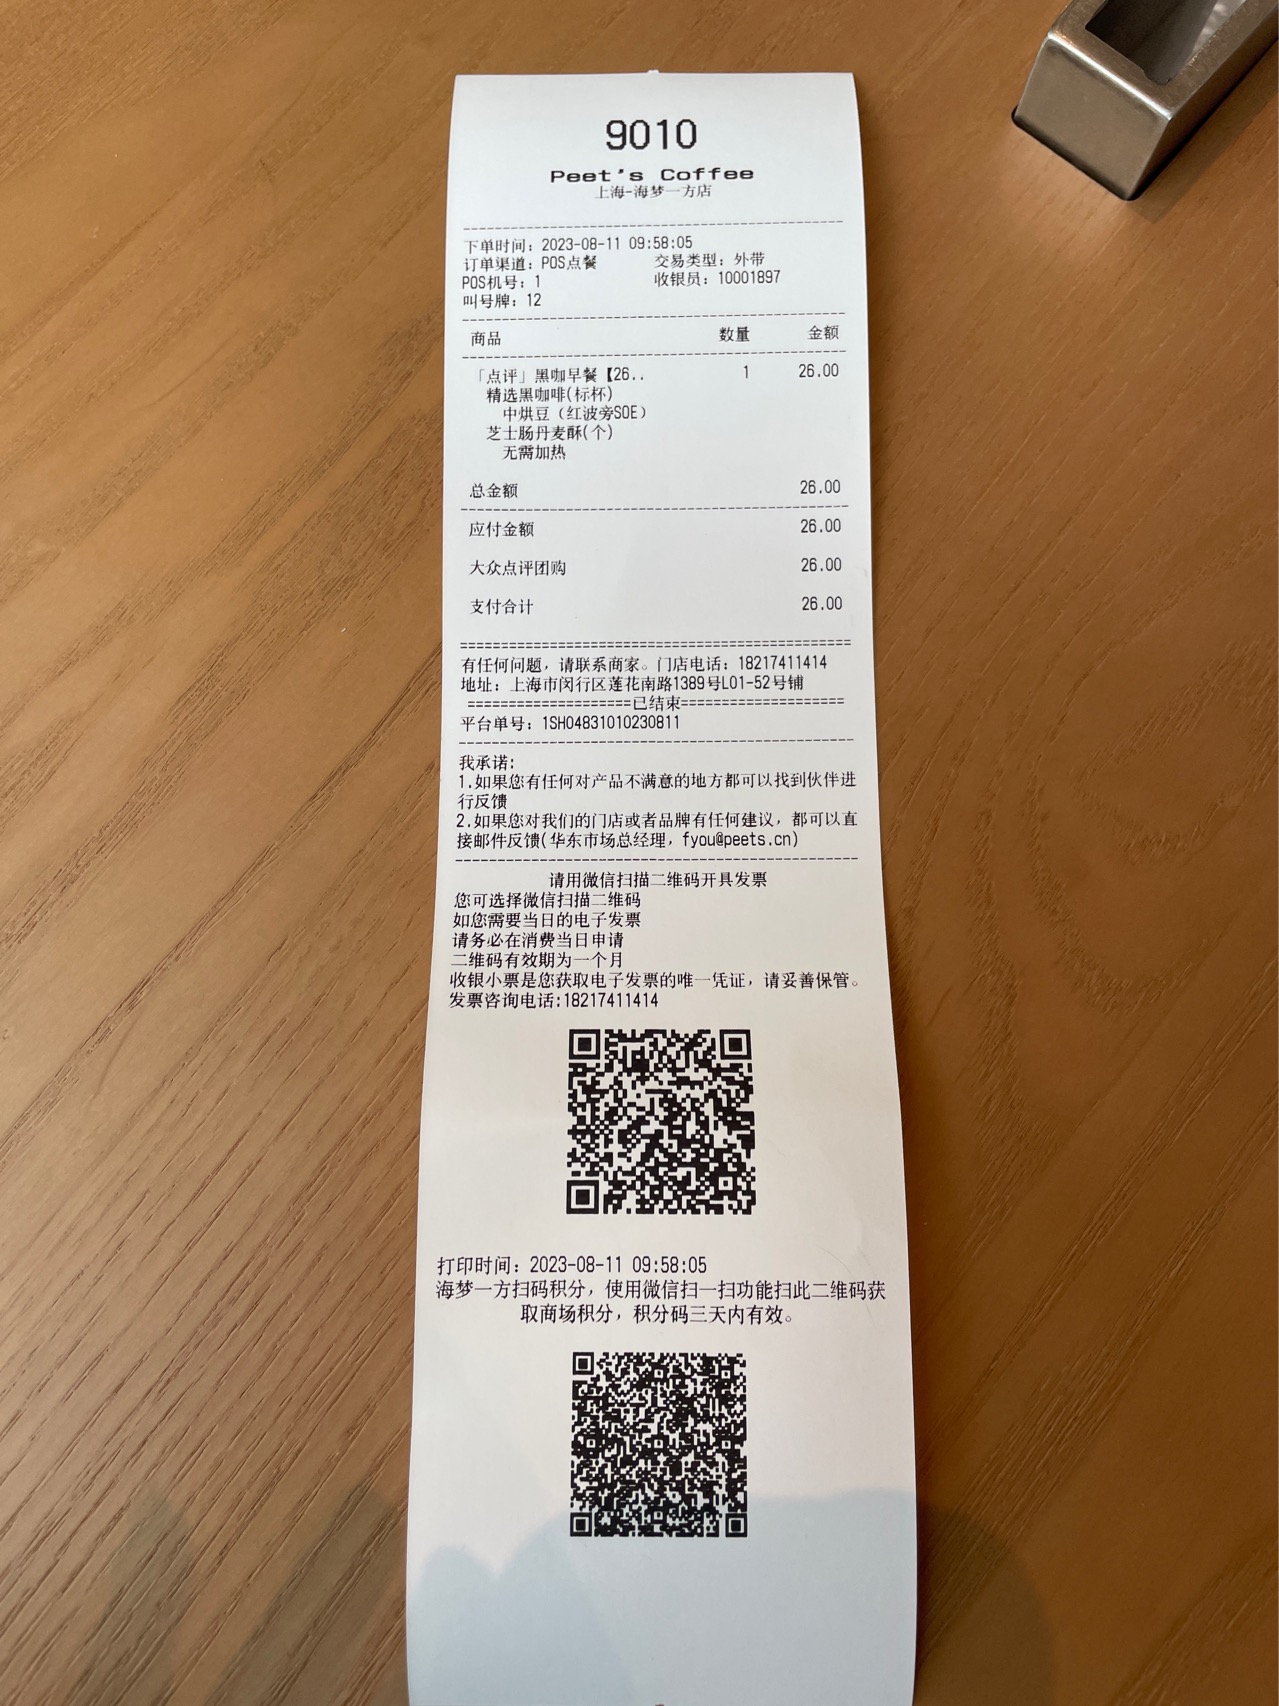 9010
Peet's Coffee
上海-海梦一方店
下单时间：2023-08-11 09:58:05
订单渠道：POS点餐 交易类型：外带
POS机号：1 收银员：10001897
叫号牌：12
商品 数量 金额
「点评」黑咖早餐【26.. 1 26.00
精选黑咖啡(标杯)
中烘豆（红波旁SOE）
芝士肠丹麦酥(个)
无需加热
总金额 26.00
应付金额 26.00
大众点评团购 26.00
支付合计 26.00
有任何问题，请联系商家。门店电话：18217411414
地址：上海市闵行区莲花南路1389号L01-52号铺
====================已结束====================
平台单号：1SH04831010230811
我承诺:
1.如果您有任何对产品不满意的地方都可以找到伙伴进
行反馈
2.如果您对我们的门店或者品牌有任何建议，都可以直
接邮件反馈(华东市场总经理，fyou@peets.cn)
请用微信扫描二维码开具发票
您可选择微信扫描二维码
如您需要当日的电子发票
请务必在消费当日申请
二维码有效期为一个月
收银小票是您获取电子发票的唯一凭证，请妥善保管。
发票咨询电话:18217411414
打印时间：2023-08-11 09:58:05
海梦一方扫码积分，使用微信扫一扫功能扫此二维码获
取商场积分，积分码三天内有效。